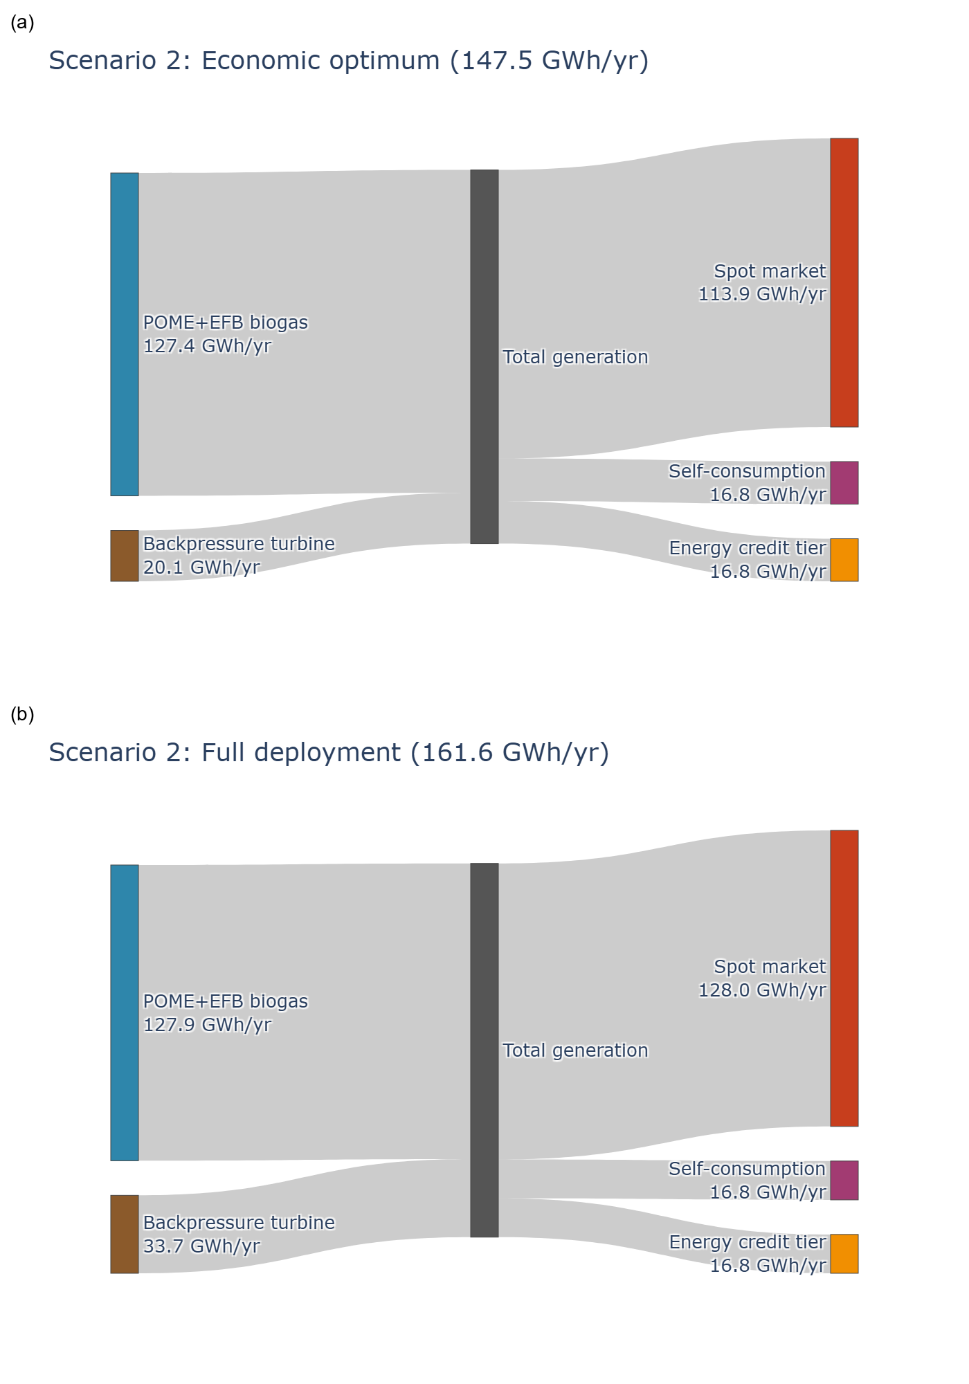 (a)
Scenario 2: Economic optimum (147.5 GWh/yr)
Spot market
113.9 GWh/yr
POME+EFB biogas
127.4 GWh/yr
Total generation
Self-consumption
16.8 GWh/yr
Backpressure turbine
20.1 GWh/yr
Energy credit tier
16.8 GWh/yr
(b)
Scenario 2: Full deployment (161.6 GWh/yr)
Spot market
128.0 GWh/yr
POME+EFB biogas
127.9 GWh/yr
Total generation
Self-consumption
16.8 GWh/yr
Backpressure turbine
33.7 GWh/yr
Energy credit tier
16.8 GWh/yr